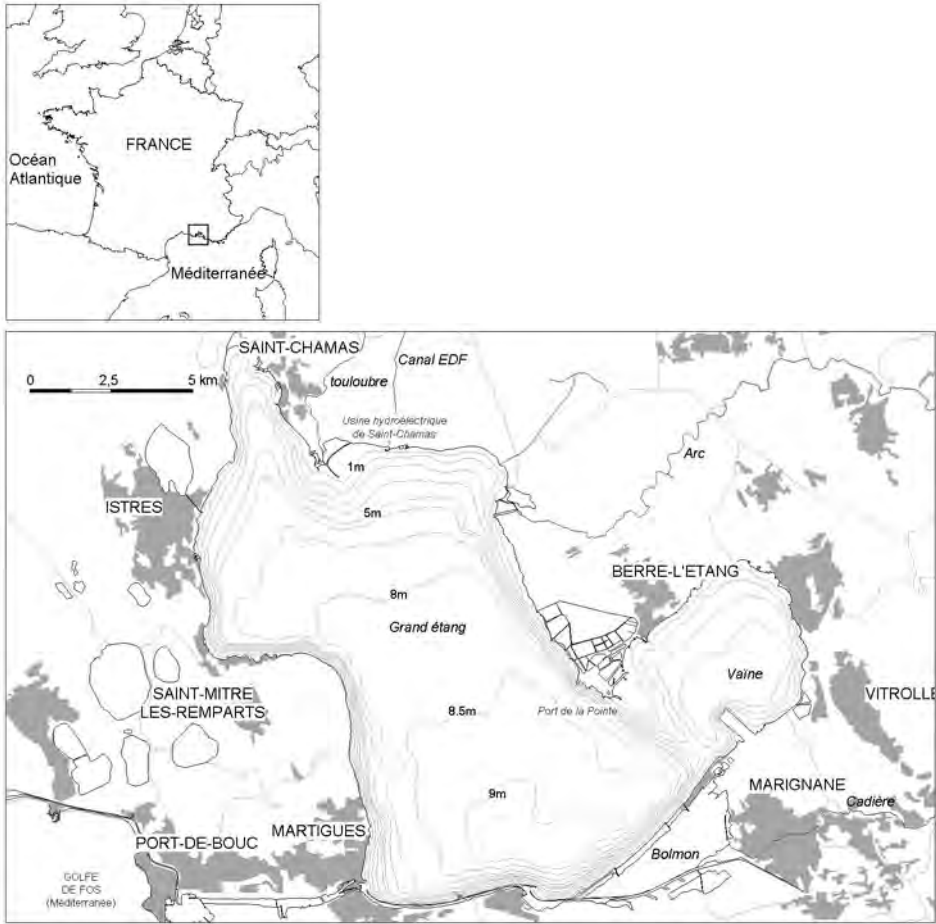 FRANCE
Océan
Atlantique
Méditerranée
SAINT-CHAMAS
Canal EDF
0 2,5 5 km
touloubre
Usine hydroélectrique
de Saint-Chamas
Arc
1m
ISTRES
5m
BERRE-L'ETANG
8m
Grand étang
Vaïne
SAINT-MITRE
LES-REMPARTS
VITROLLE
8.5m
Port de la Pointe
9m
MARIGNANE
Cadière
MARTIGUES
PORT-DE-BOUC
Bolmon
GOLFE
DE FOS
(Méditerranée)